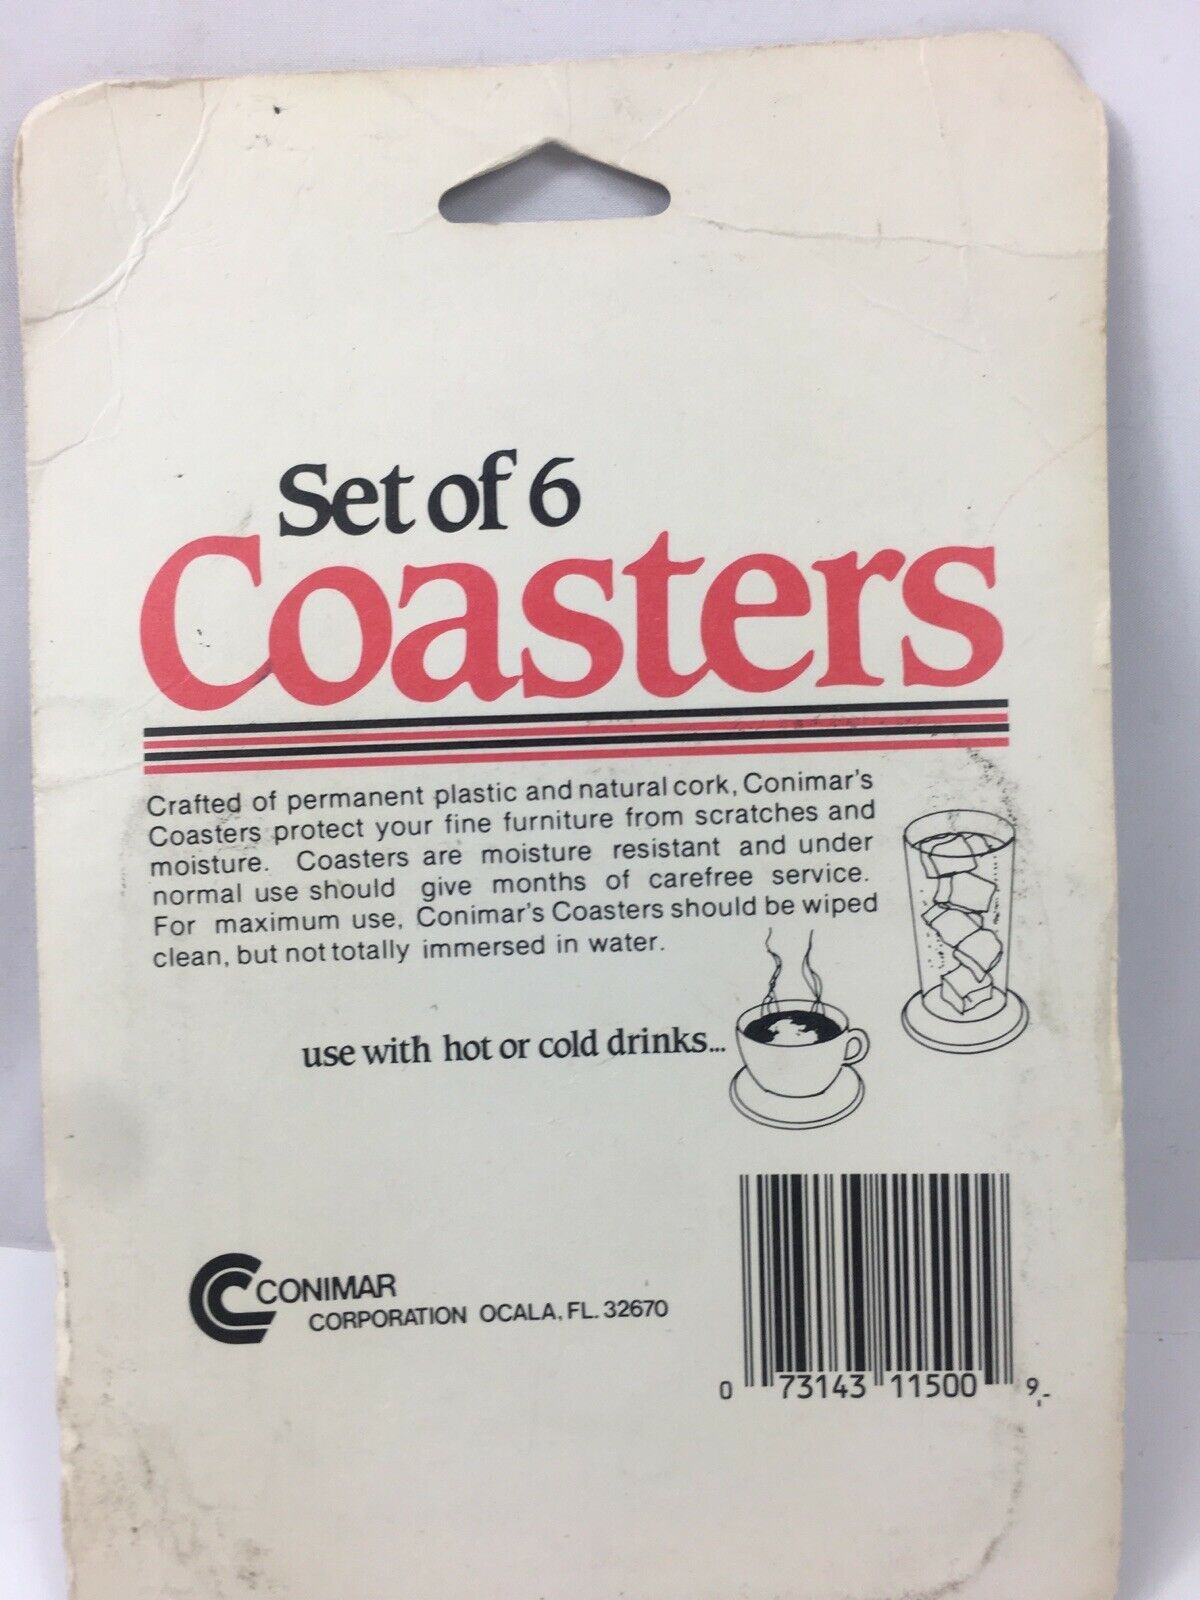 Set of 6
Coasters
Crafted of permanent plastic and natural cork, Conimar's
Coasters protect your fine furniture from scratches and
moisture. Coasters are moisture resistant and under
normal use should give months of carefree service.
For maximum use, Conimar's Coasters should be wiped
clean, but not totally immersed in water.
use with hot or cold drinks...
CONIMAR
CORPORATION OCALA, FL. 32670
0 73143 11500 9